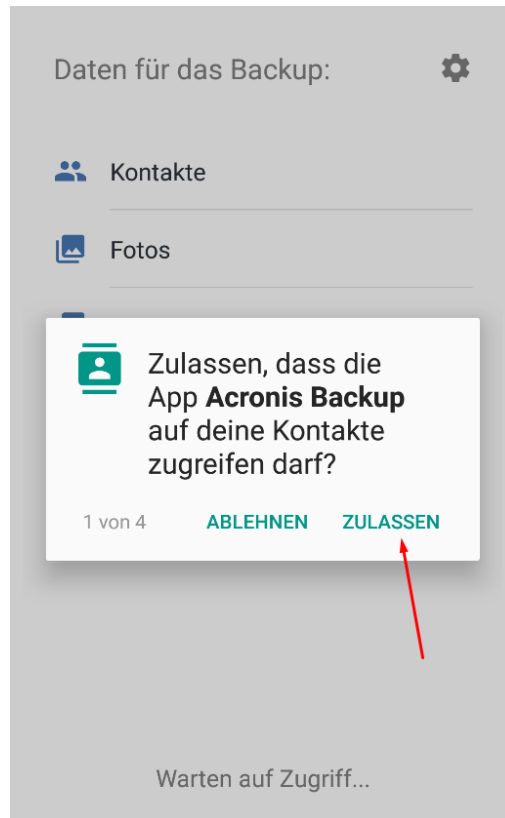 Daten für das Backup:
Kontakte
Fotos
Zulassen, dass die
App Acronis Backup
auf deine Kontakte
zugreifen darf?
1 von 4 ABLEHNEN ZULASSEN
Warten auf Zugriff...